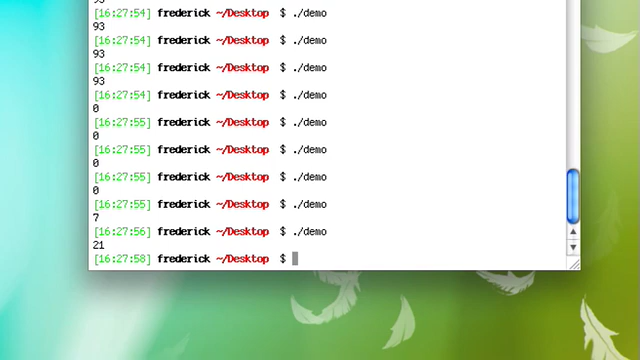 93
[16:27:54] frederick ~/Desktop $ ./demo
93
[16:27:54] frederick ~/Desktop $ ./demo
93
[16:27:54] frederick ~/Desktop $ ./demo
93
[16:27:54] frederick ~/Desktop $ ./demo
0
[16:27:55] frederick ~/Desktop $ ./demo
0
[16:27:55] frederick ~/Desktop $ ./demo
0
[16:27:55] frederick ~/Desktop $ ./demo
0
[16:27:55] frederick ~/Desktop $ ./demo
7
[16:27:56] frederick ~/Desktop $ ./demo
21
[16:27:58] frederick ~/Desktop $